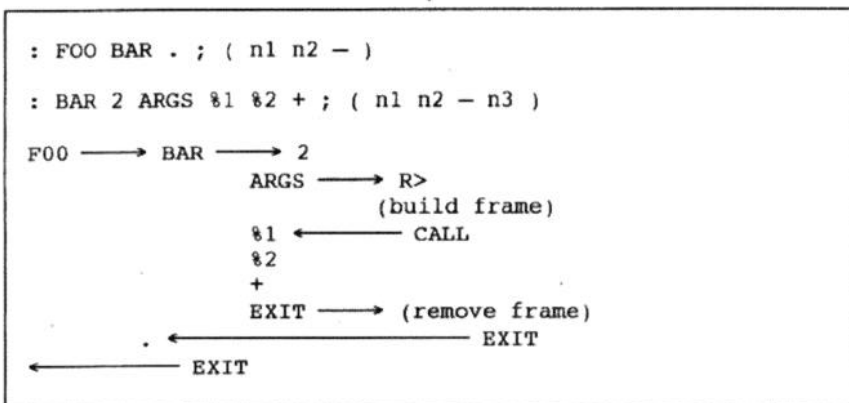 : FOO BAR . ; ( n1 n2 — )
: BAR 2 ARGS %1 %2 + ; ( n1 n2 — n3 )
FOO ⟶ BAR ⟶ 2
ARGS ⟶ R>
(build frame)
%1 ⟵ CALL
%2
+
EXIT ⟶ (remove frame)
. ⟵ EXIT
⟵ EXIT